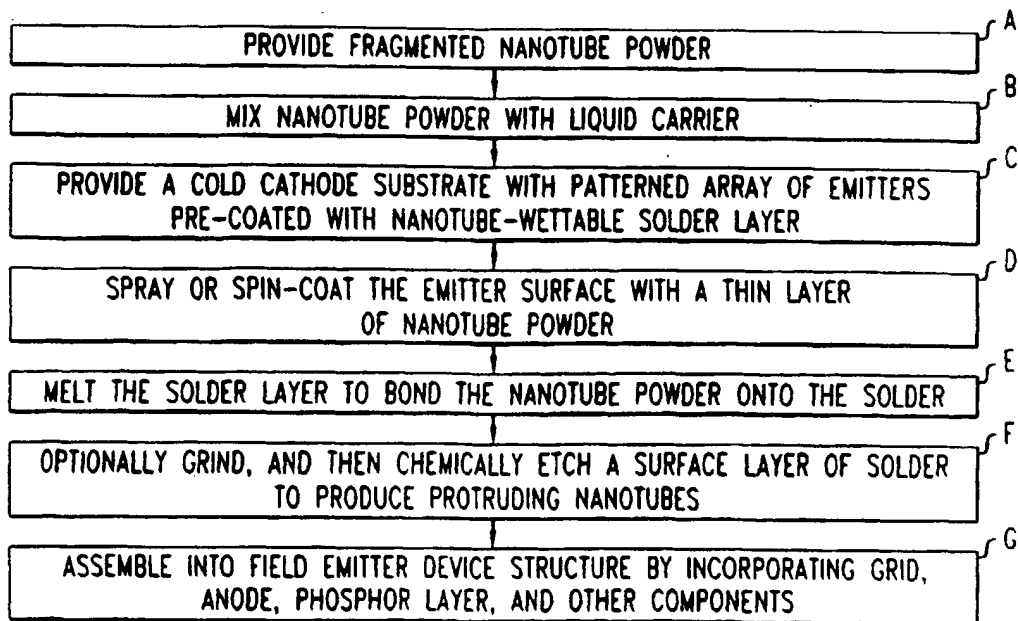 A
PROVIDE FRAGMENTED NANOTUBE POWDER
B
MIX NANOTUBE POWDER WITH LIQUID CARRIER
C
PROVIDE A COLD CATHODE SUBSTRATE WITH PATTERNED ARRAY OF EMITTERS
PRE-COATED WITH NANOTUBE-WETTABLE SOLDER LAYER
D
SPRAY OR SPIN-COAT THE EMITTER SURFACE WITH A THIN LAYER
OF NANOTUBE POWDER
E
MELT THE SOLDER LAYER TO BOND THE NANOTUBE POWDER ONTO THE SOLDER
F
OPTIONALLY GRIND, AND THEN CHEMICALLY ETCH A SURFACE LAYER OF SOLDER
TO PRODUCE PROTRUDING NANOTUBES
G
ASSEMBLE INTO FIELD EMITTER DEVICE STRUCTURE BY INCORPORATING GRID,
ANODE, PHOSPHOR LAYER, AND OTHER COMPONENTS